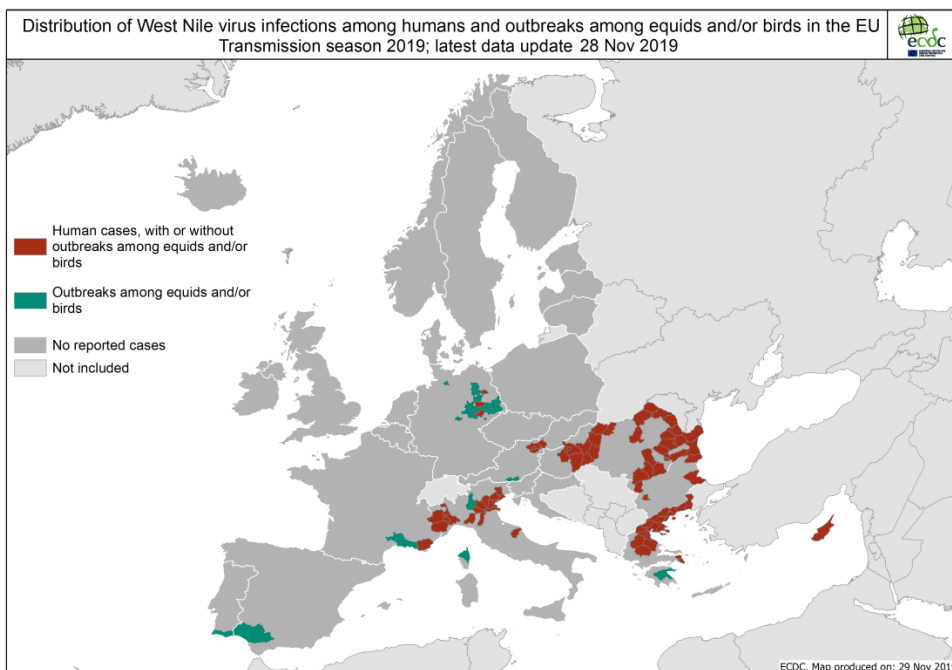 Distribution of West Nile virus infections among humans and outbreaks among equids and/or birds in the EU
Transmission season 2019; latest data update 28 Nov 2019
ecdc
Human cases, with or without
outbreaks among equids and/or
birds
Outbreaks among equids and/or
birds
No reported cases
Not included
ECDC. Map produced on: 29 Nov 201